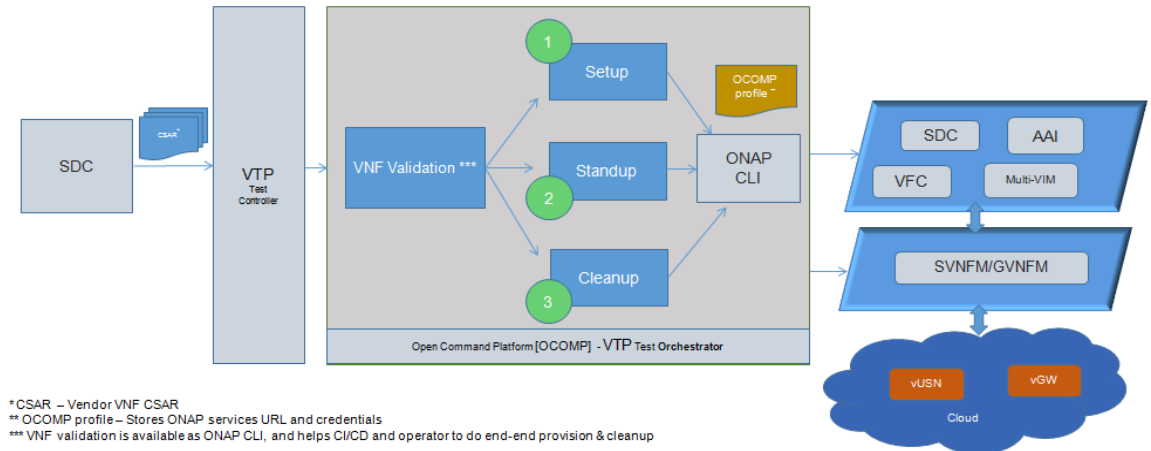 SDC
CSAR*
VTP
Test
Controller
VNF Validation ***
1
Setup
2
Standup
3
Cleanup
OCOMP
profile **
ONAP
CLI
Open Command Platform [OCOMP] - VTP Test Orchestrator
SDC
AAI
VFC
Multi-VIM
SVNFM/GVNFM
vUSN
vGW
Cloud
* CSAR – Vendor VNF CSAR
** OCOMP profile – Stores ONAP services URL and credentials
*** VNF validation is available as ONAP CLI, and helps CI/CD and operator to do end-end provision & cleanup